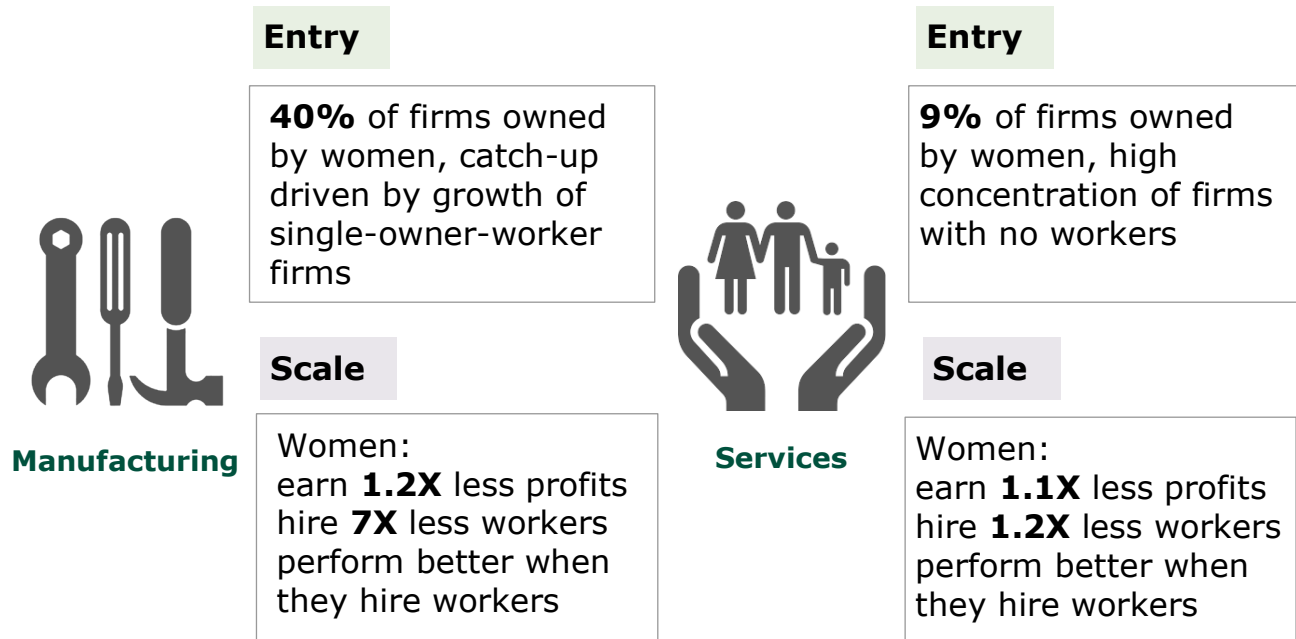 Entry
40% of firms owned
by women, catch-up
driven by growth of
single-owner-worker
firms
Scale
Manufacturing
Women:
earn 1.2X less profits
hire 7X less workers
perform better when
they hire workers
Entry
9% of firms owned
by women, high
concentration of firms
with no workers
Scale
Services
Women:
earn 1.1X less profits
hire 1.2X less workers
perform better when
they hire workers